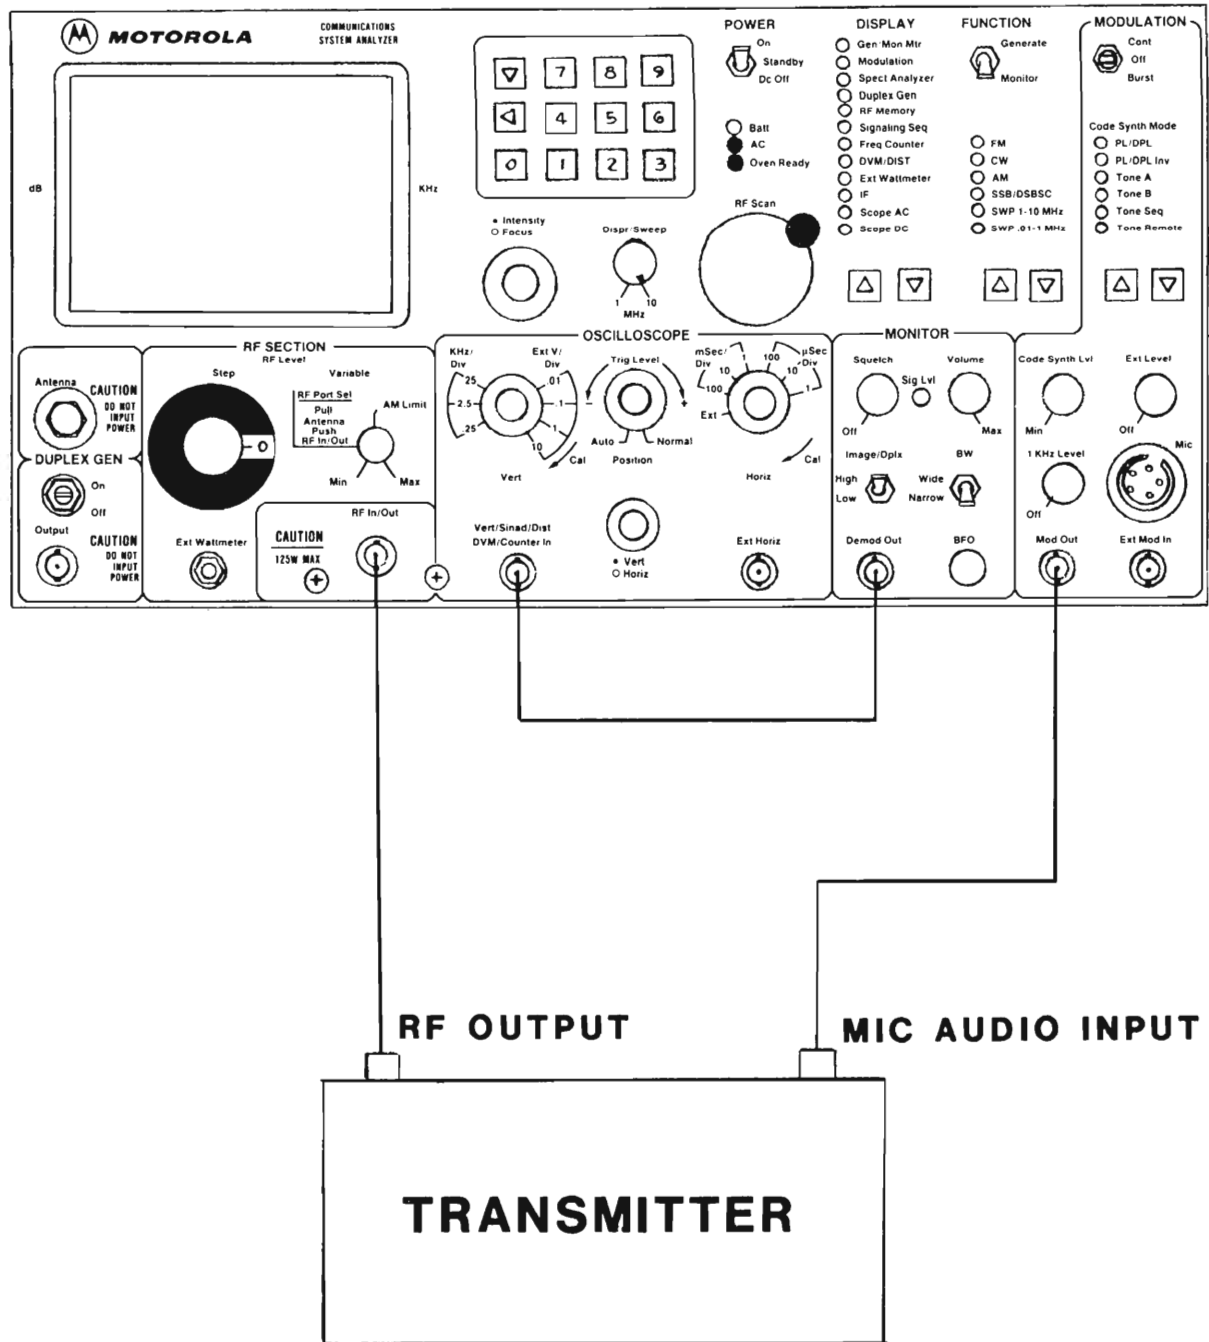 MOTOROLA
COMMUNICATIONS
SYSTEM ANALYZER
dB
KHz
7 8 9
4 5 6
0 1 2 3
POWER
On
Standby
Dc Off
Batt
AC
Oven Ready
DISPLAY
Gen/Mon Mtr
Modulation
Spect Analyzer
Duplex Gen
RF Memory
Signaling Seq
Freq Counter
DVM/DIST
Ext Wattmeter
IF
Scope AC
Scope DC
FUNCTION
Generate
Monitor
FM
CW
AM
SSB/DSBSC
SWP 1-10 MHz
SWP .01-1 MHz
MODULATION
Cont
Off
Burst
Code Synth Mode
PL/DPL
PL/DPL Inv
Tone A
Tone B
Tone Seq
Tone Remote
Intensity
Focus
Dispr/Sweep
1 10
MHz
RF Scan
Antenna
CAUTION
DO NOT
INPUT
POWER
DUPLEX GEN
On
Off
Output
CAUTION
DO NOT
INPUT
POWER
RF SECTION
RF Level
Step
Variable
O
RF Port Sel
Pull
Antenna
Push
RF In/Out
AM Limit
Min
Max
Ext Wattmeter
CAUTION
125W MAX
RF In/Out
OSCILLOSCOPE
KHz/
Div
25
2.5
.25
Ext V/
Div
.01
.1
1
10
Cal
Vert
Trig Level
-
+
Auto
Normal
Position
mSec/
Div
1
10
100
Ext
µSec
Div
100
10
1
Cal
Horiz
Vert/Sinad/Dist
DVM/Counter In
Vert
Horiz
Ext Horiz
MONITOR
Squelch
Off
Sig Lvl
Volume
Max
Image/Dplx
High
Low
BW
Wide
Narrow
Demod Out
BFO
Code Synth Lvl
Min
Ext Level
Off
1 KHz Level
Off
Mic
Mod Out
Ext Mod In
RF OUTPUT
MIC AUDIO INPUT
TRANSMITTER